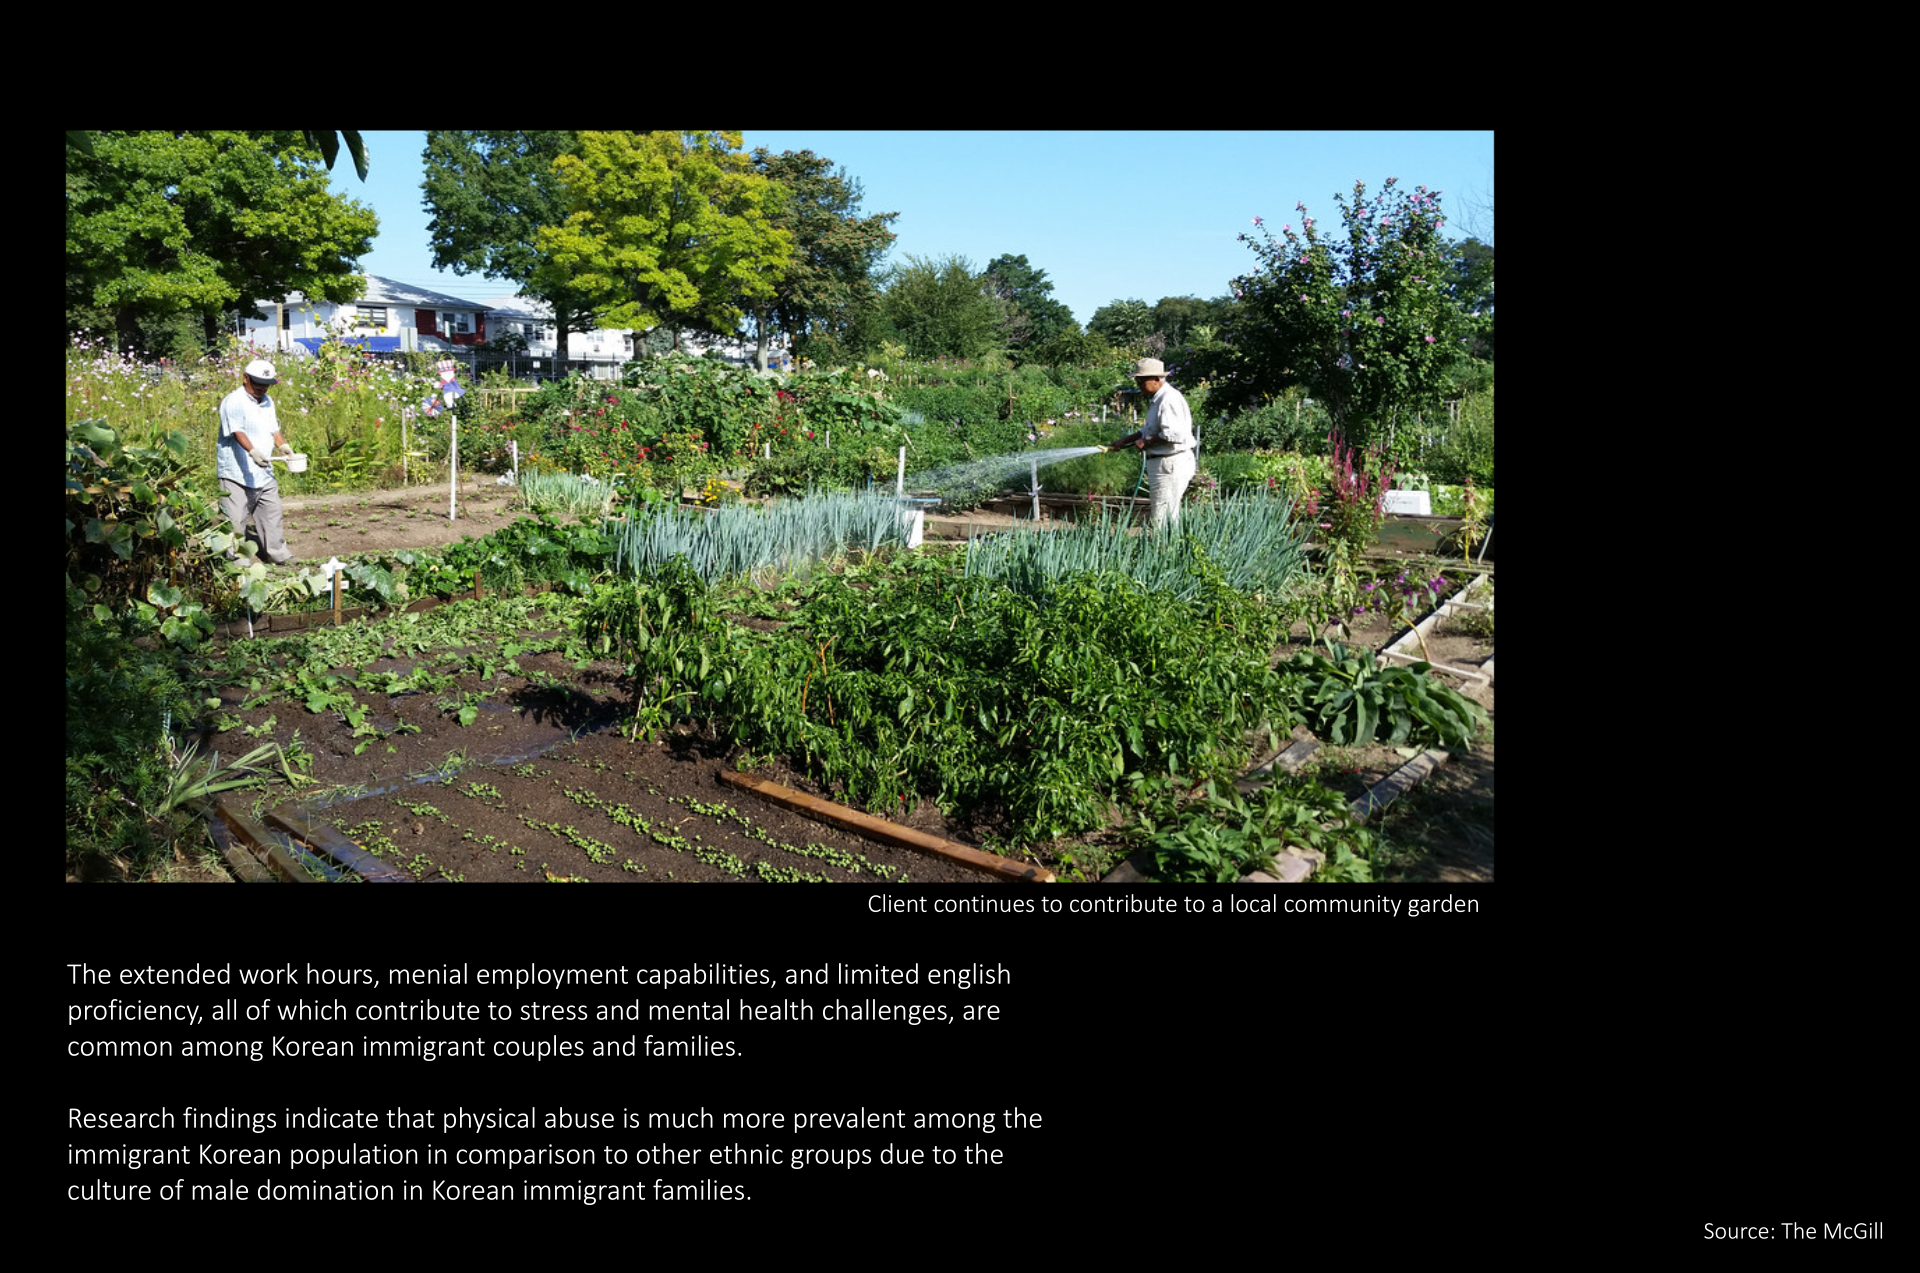 Client continues to contribute to a local community garden
The extended work hours, menial employment capabilities, and limited english
proficiency, all of which contribute to stress and mental health challenges, are
common among Korean immigrant couples and families.
Research findings indicate that physical abuse is much more prevalent among the
immigrant Korean population in comparison to other ethnic groups due to the
culture of male domination in Korean immigrant families.
Source: The McGill